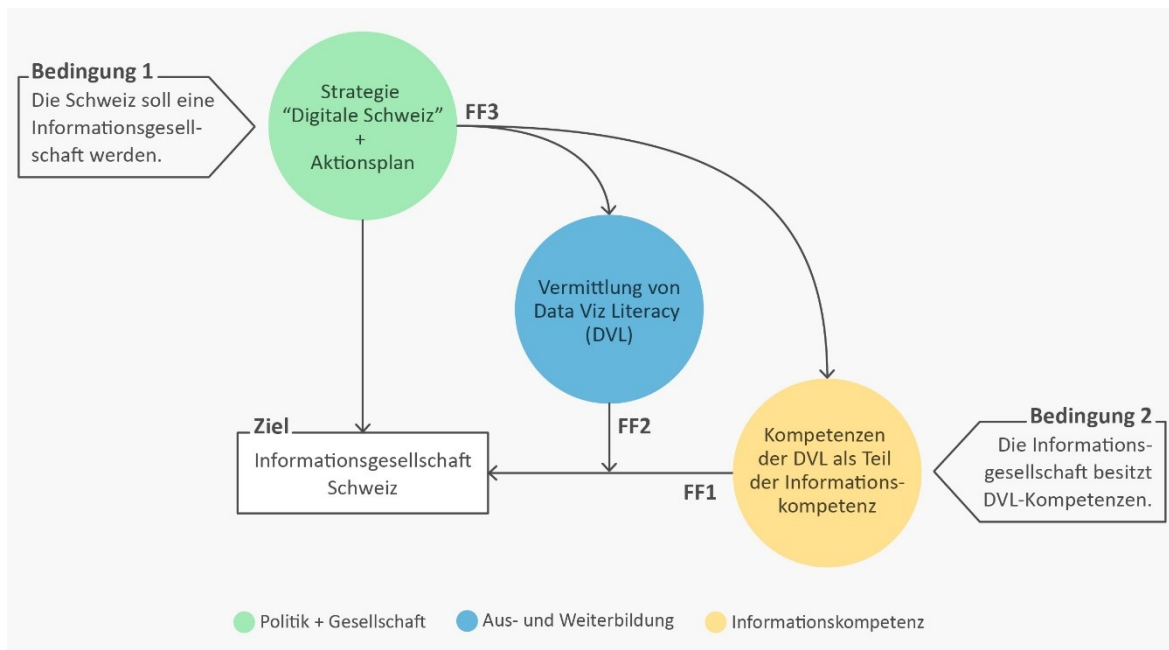 Bedingung 1
Die Schweiz soll eine
Informationsgesell-
schaft werden.
Strategie
“Digitale Schweiz”
+
Aktionsplan
FF3
Vermittlung von
Data Viz Literacy
(DVL)
FF2
Ziel
Informationsgesellschaft
Schweiz
FF1
Kompetenzen
der DVL als Teil
der Informations-
kompetenz
Bedingung 2
Die Informations-
gesellschaft besitzt
DVL-Kompetenzen.
Politik + Gesellschaft
Aus- und Weiterbildung
Informationskompetenz